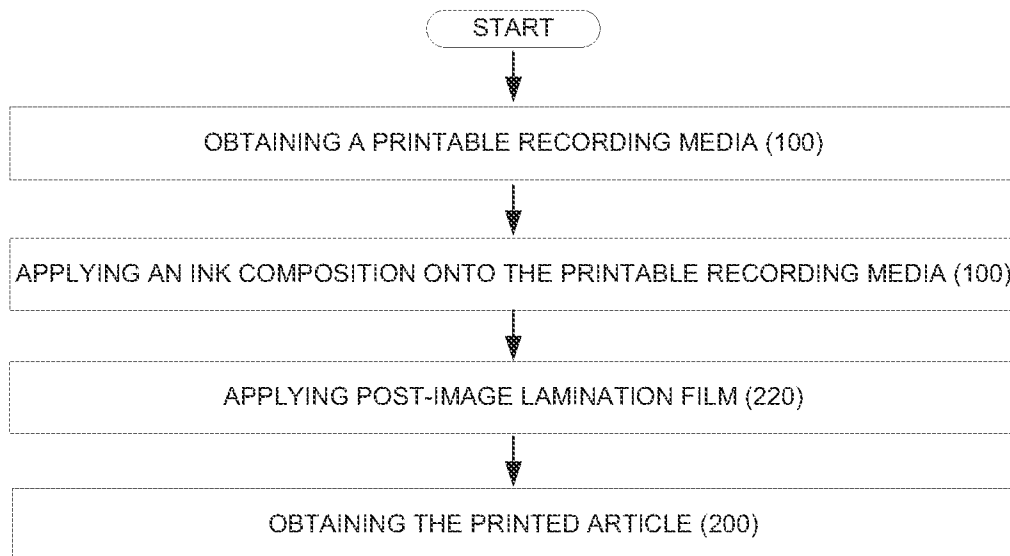 START
OBTAINING A PRINTABLE RECORDING MEDIA (100)
APPLYING AN INK COMPOSITION ONTO THE PRINTABLE RECORDING MEDIA (100)
APPLYING POST-IMAGE LAMINATION FILM (220)
OBTAINING THE PRINTED ARTICLE (200)